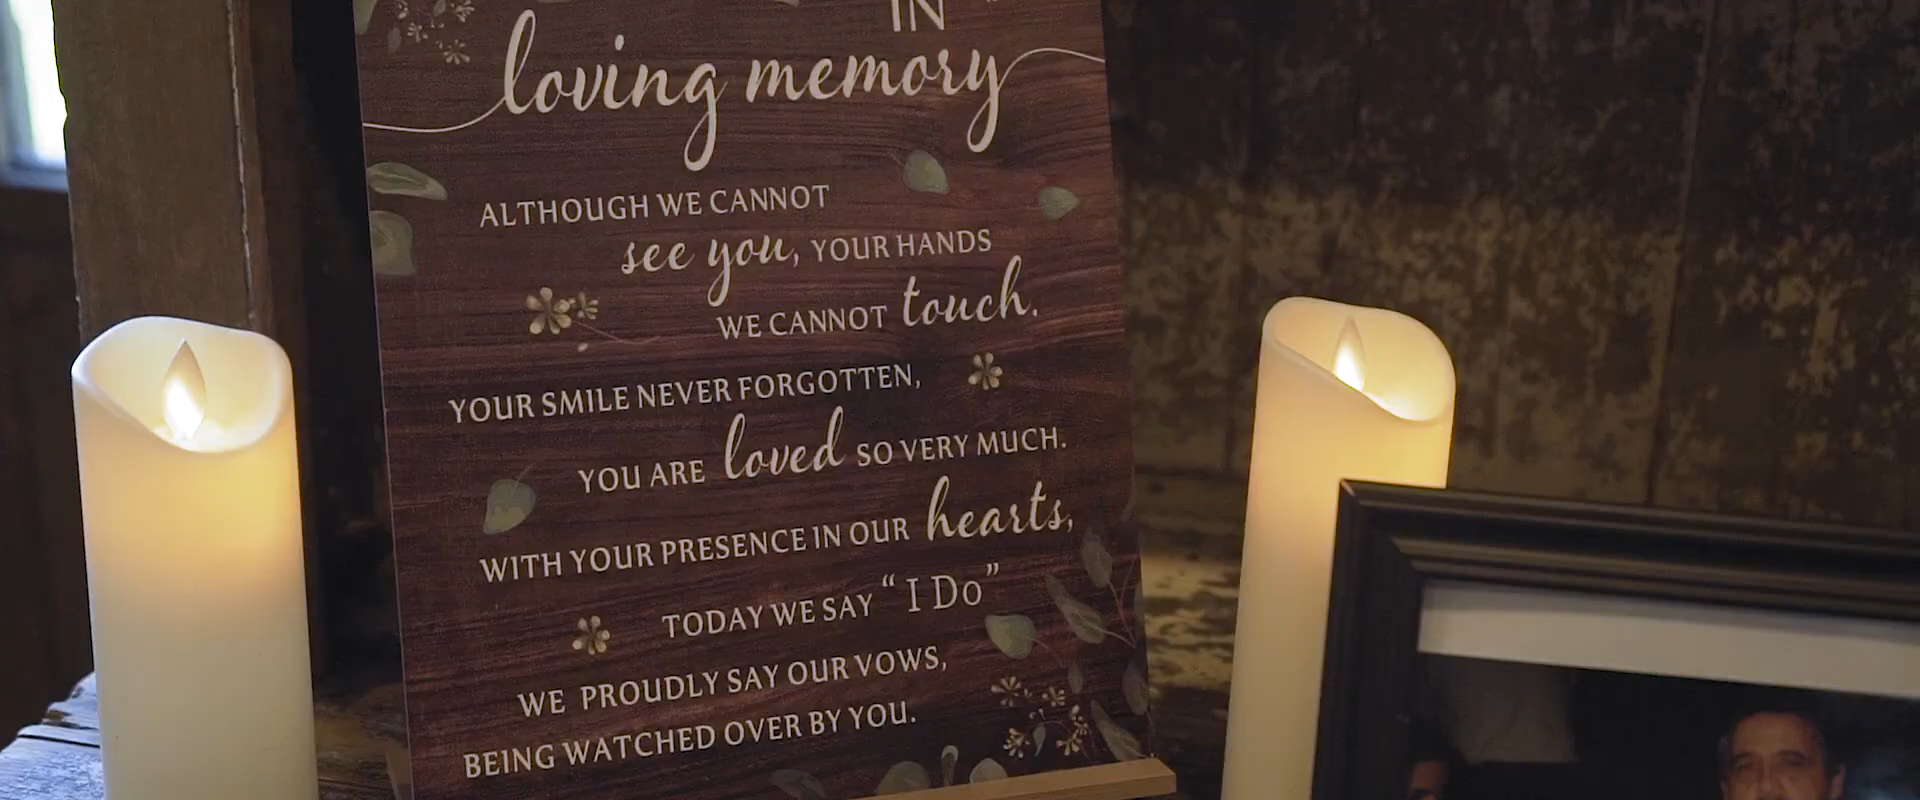 IN
loving memory
ALTHOUGH WE CANNOT
see you, YOUR HANDS
WE CANNOT touch.
YOUR SMILE NEVER FORGOTTEN,
YOU ARE loved SO VERY MUCH.
WITH YOUR PRESENCE IN OUR hearts,
TODAY WE SAY “I Do”
WE PROUDLY SAY OUR VOWS,
BEING WATCHED OVER BY YOU.